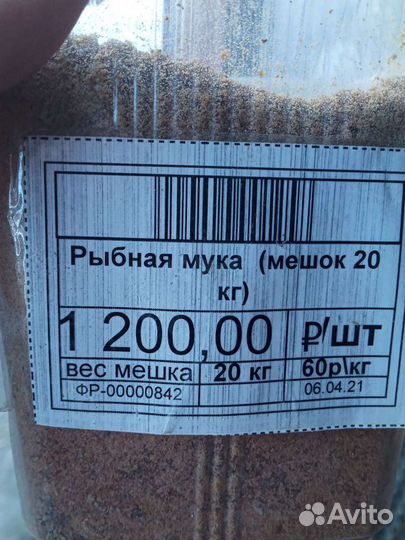 Рыбная мука (мешок 20
кг)
1 200,00 ₽/шт
вес мешка 20 кг 60р\кг
ФР-00000842 06.04.21
Avito